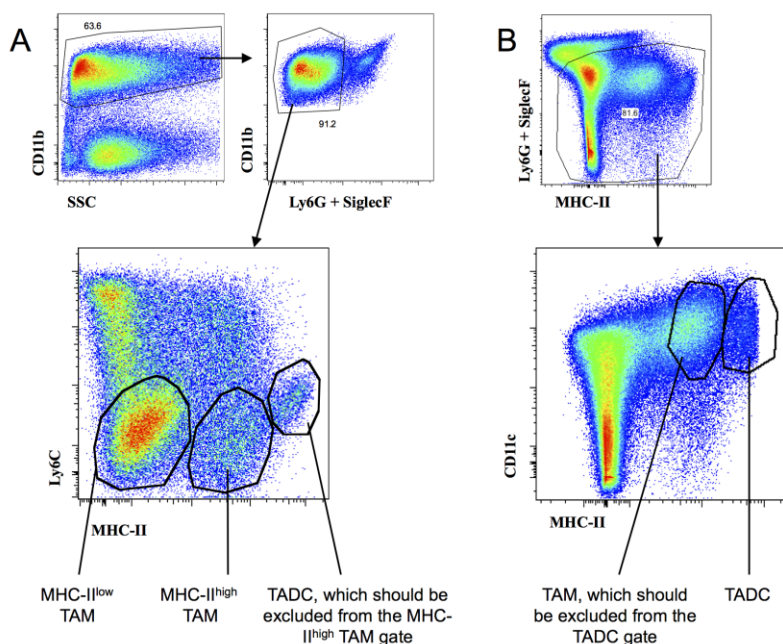 A
63.6
CD11b
SSC
CD11b
91.2
Ly6G + SiglecF
B
Ly6G + SiglecF
81.6
MHC-II
Ly6C
MHC-II
CD11c
MHC-II
MHC-IIlow
TAM
MHC-IIhigh
TAM
TADC, which should be
excluded from the MHC-
IIhigh TAM gate
TAM, which should
be excluded from the
TADC gate
TADC